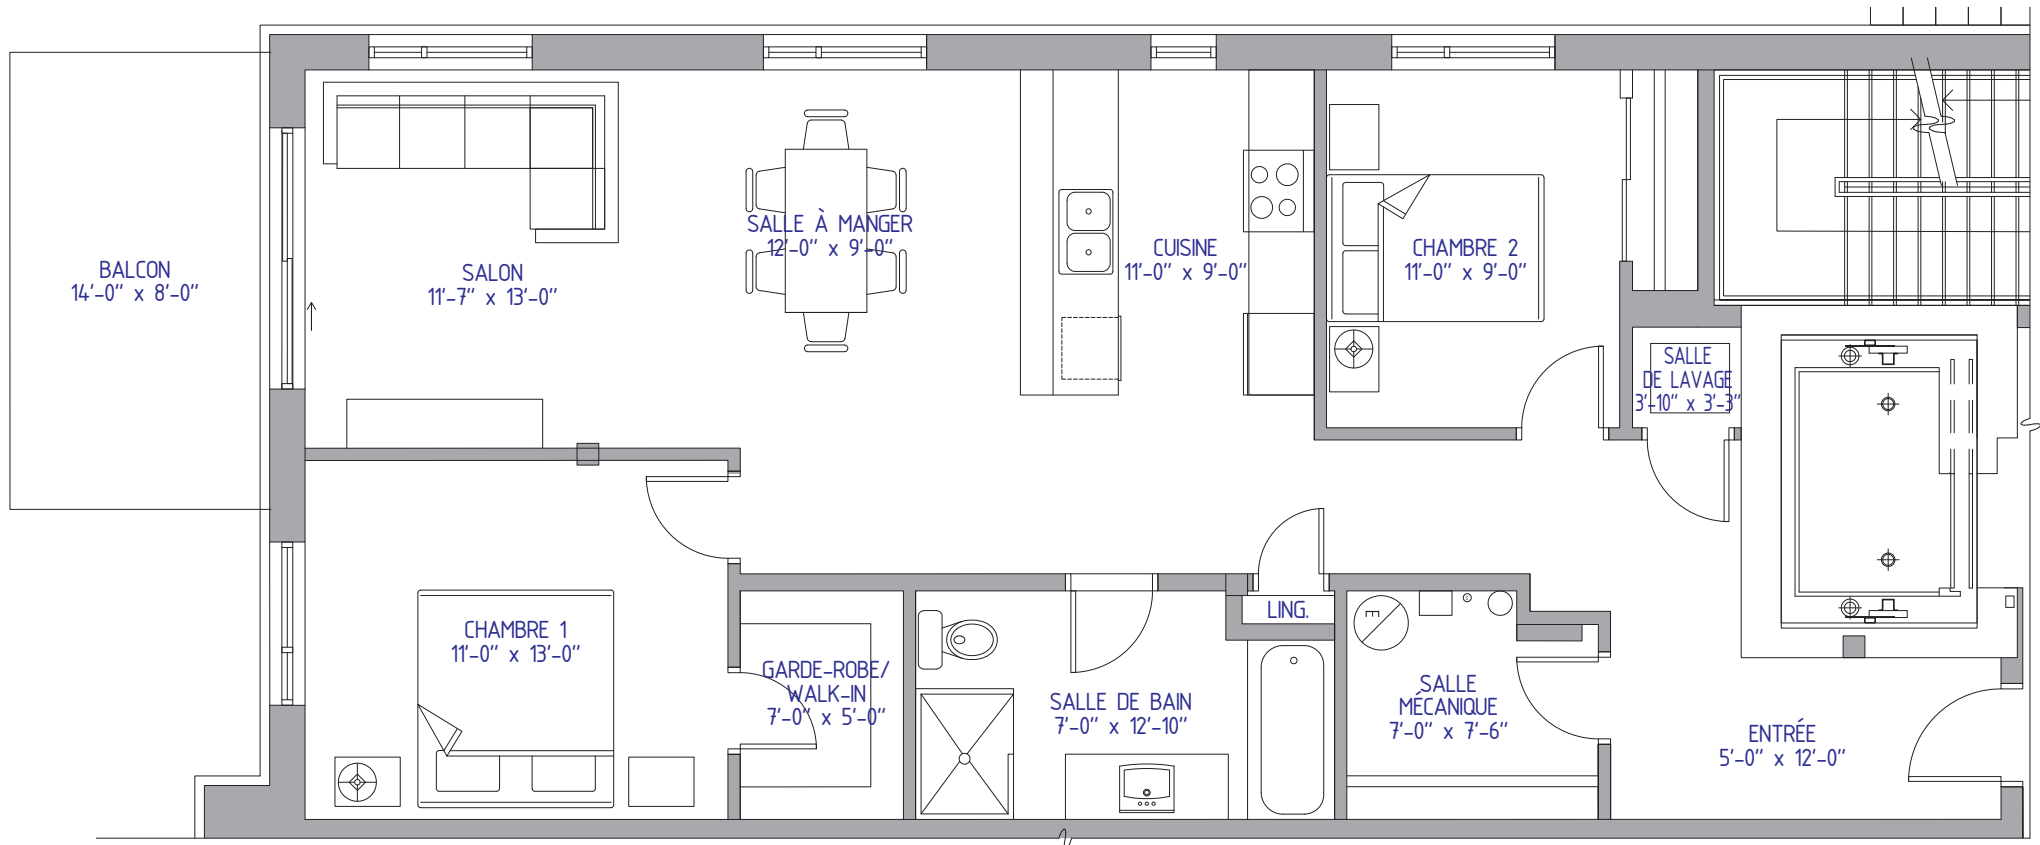 BALCON
14'-0" x 8'-0"
SALON
11'-7" x 13'-0"
SALLE À MANGER
12'-0" x 9'-0"
CUISINE
11'-0" x 9'-0"
CHAMBRE 2
11'-0" x 9'-0"
SALLE
DE LAVAGE
3'-10" x 3'-3"
CHAMBRE 1
11'-0" x 13'-0"
GARDE-ROBE/
WALK-IN
7'-0" x 5'-0"
SALLE DE BAIN
7'-0" x 12'-10"
LING.
E
SALLE
MÉCANIQUE
7'-0" x 7'-6"
ENTRÉE
5'-0" x 12'-0"